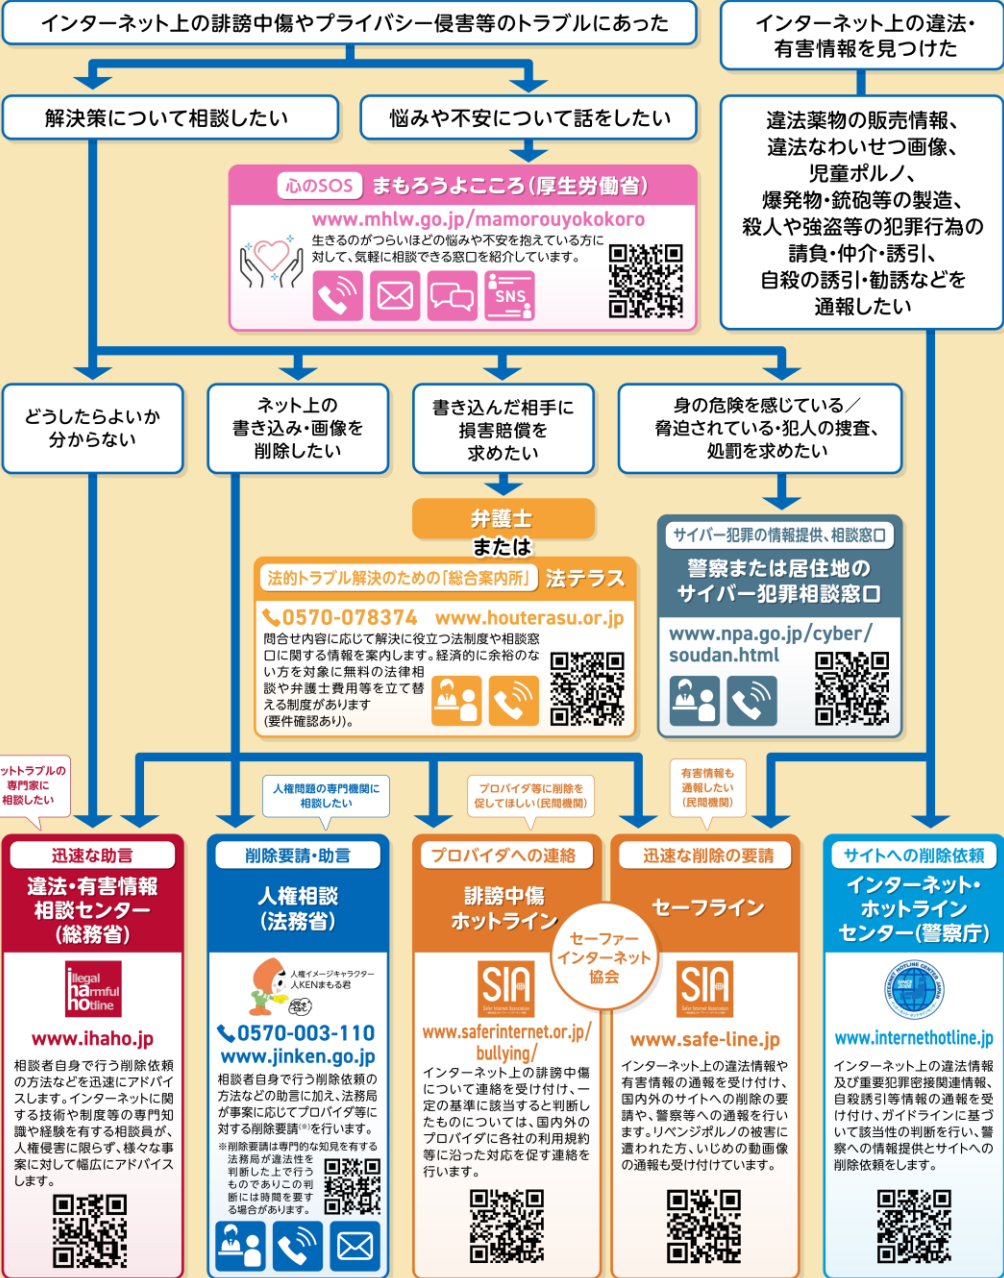 インターネット上の誹謗中傷やプライバシー侵害等のトラブルにあった
インターネット上の違法・
有害情報を見つけた
解決策について相談したい
悩みや不安について話をしたい
違法薬物の販売情報、
違法なわいせつ画像、
児童ポルノ、
爆発物・銃砲等の製造、
殺人や強盗等の犯罪行為の
請負・仲介・誘引、
自殺の誘引・勧誘などを
通報したい
心のSOS まもろうよこころ(厚生労働省)
www.mhlw.go.jp/mamorouyokokoro
生きるのがつらいほどの悩みや不安を抱えている方に
対して、気軽に相談できる窓口を紹介しています。
SNS
どうしたらよいか
分からない
ネット上の
書き込み・画像を
削除したい
書き込んだ相手に
損害賠償を
求めたい
身の危険を感じている／
脅迫されている・犯人の捜査、
処罰を求めたい
弁護士
または
法的トラブル解決のための「総合案内所」 法テラス
0570-078374 www.houterasu.or.jp
問合せ内容に応じて解決に役立つ法制度や相談窓
口に関する情報を案内します。経済的に余裕のな
い方を対象に無料の法律相
談や弁護士費用等を立て替
える制度があります
(要件確認あり)。
サイバー犯罪の情報提供、相談窓口
警察または居住地の
サイバー犯罪相談窓口
www.npa.go.jp/cyber/
soudan.html
ットトラブルの
専門家に
相談したい
人権問題の専門機関に
相談したい
プロバイダ等に削除を
促してほしい(民間機関)
有害情報も
通報したい
(民間機関)
迅速な助言
違法・有害情報
相談センター
(総務省)
illegal
harmful
hotline
www.ihaho.jp
相談者自身で行う削除依頼
の方法などを迅速にアドバイ
スします。インターネットに関
する技術や制度等の専門知
識や経験を有する相談員が、
人権侵害に限らず、様々な事
案に対して幅広にアドバイス
します。
削除要請・助言
人権相談
(法務省)
人権イメージキャラクター
人KENまもる君
0570-003-110
www.jinken.go.jp
相談者自身で行う削除依頼の
方法などの助言に加え、法務局
が事案に応じてプロバイダ等に
対する削除要請(※)を行います。
※削除要請は専門的な知見を有する
法務局が違法性を
判断した上で行う
ものでありこの判
断には時間を要す
る場合があります。
プロバイダへの連絡
誹謗中傷
ホットライン
SIA
Safer Internet Association
www.saferinternet.or.jp/
bullying/
インターネット上の誹謗中傷
について連絡を受け付け、一
定の基準に該当すると判断し
たものについては、国内外の
プロバイダに各社の利用規約
等に沿った対応を促す連絡を
行います。
セーファー
インターネット
協会
迅速な削除の要請
セーフライン
SIA
Safer Internet Association
www.safe-line.jp
インターネット上の違法情報や
有害情報の通報を受け付け、
国内外のサイトへの削除の要
請や、警察等への通報を行い
ます。リベンジポルノの被害に
遭われた方、いじめの動画像
の通報も受け付けています。
サイトへの削除依頼
インターネット・
ホットライン
センター(警察庁)
INTERNET HOTLINE CENTER JAPAN
www.internethotline.jp
インターネット上の違法情報
及び重要犯罪密接関連情報、
自殺誘引等情報の通報を受
け付け、ガイドラインに基づ
いて該当性の判断を行い、警
察への情報提供とサイトへの
削除依頼をします。